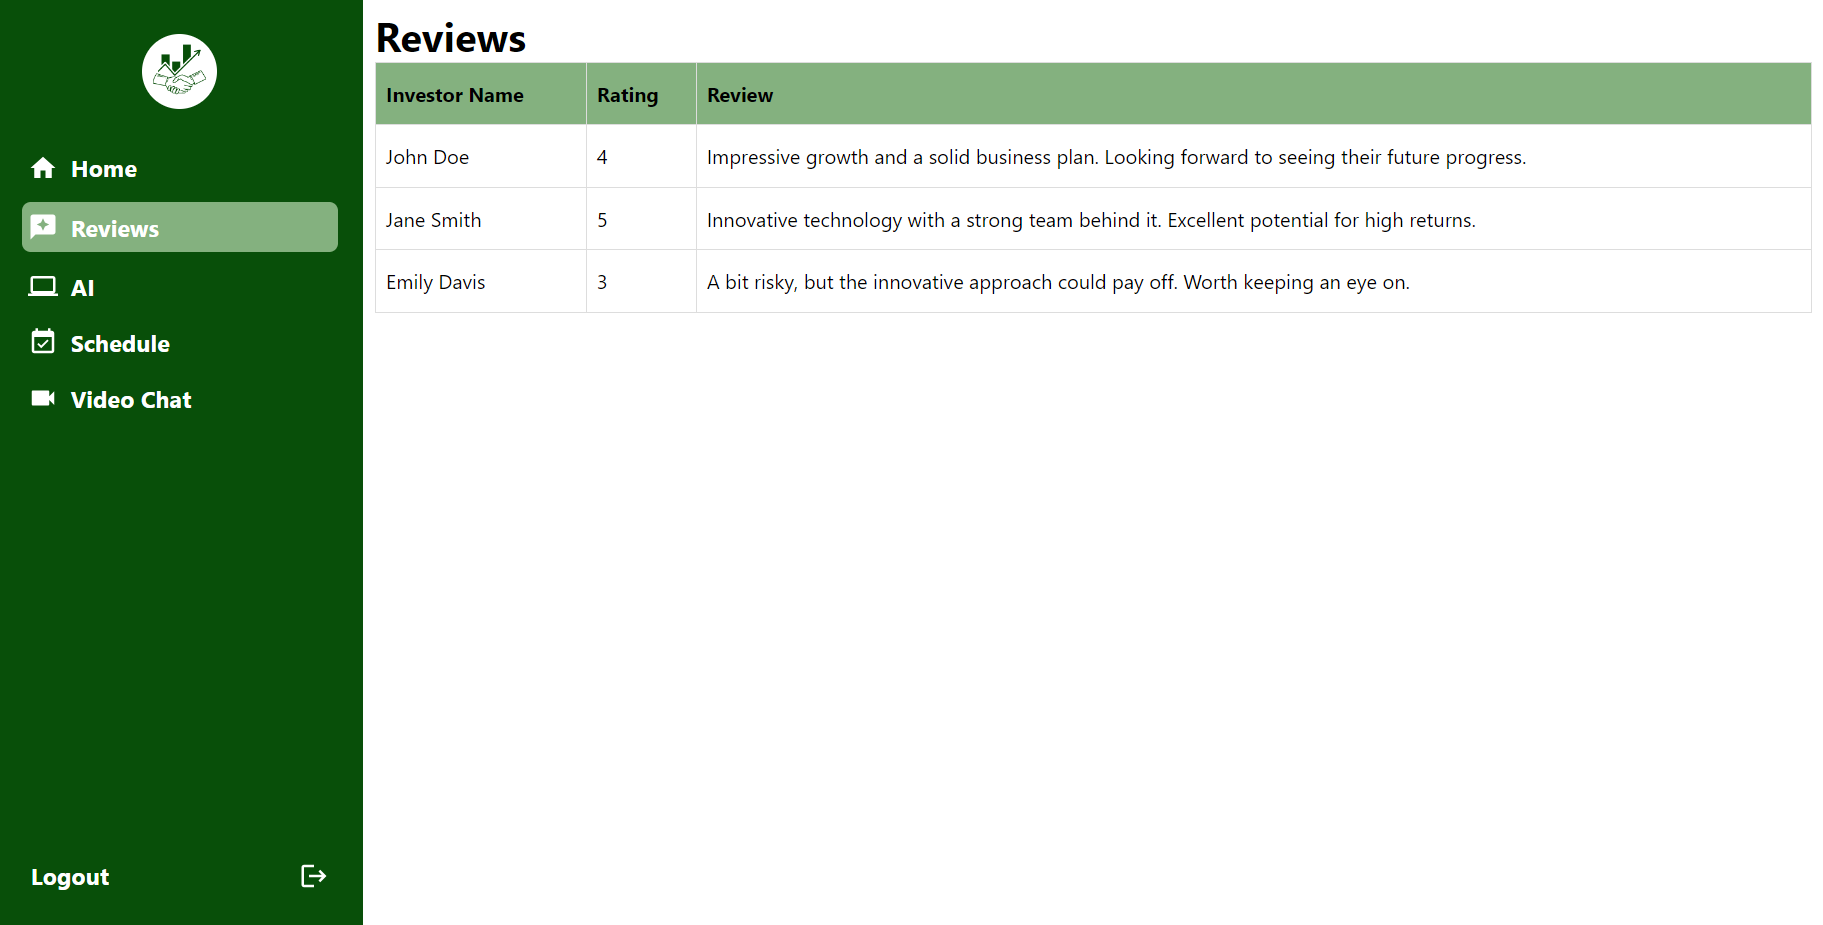 Home
Reviews
AI
Schedule
Video Chat
Logout
Reviews
Investor Name Rating Review
John Doe 4 Impressive growth and a solid business plan. Looking forward to seeing their future progress.
Jane Smith 5 Innovative technology with a strong team behind it. Excellent potential for high returns.
Emily Davis 3 A bit risky, but the innovative approach could pay off. Worth keeping an eye on.